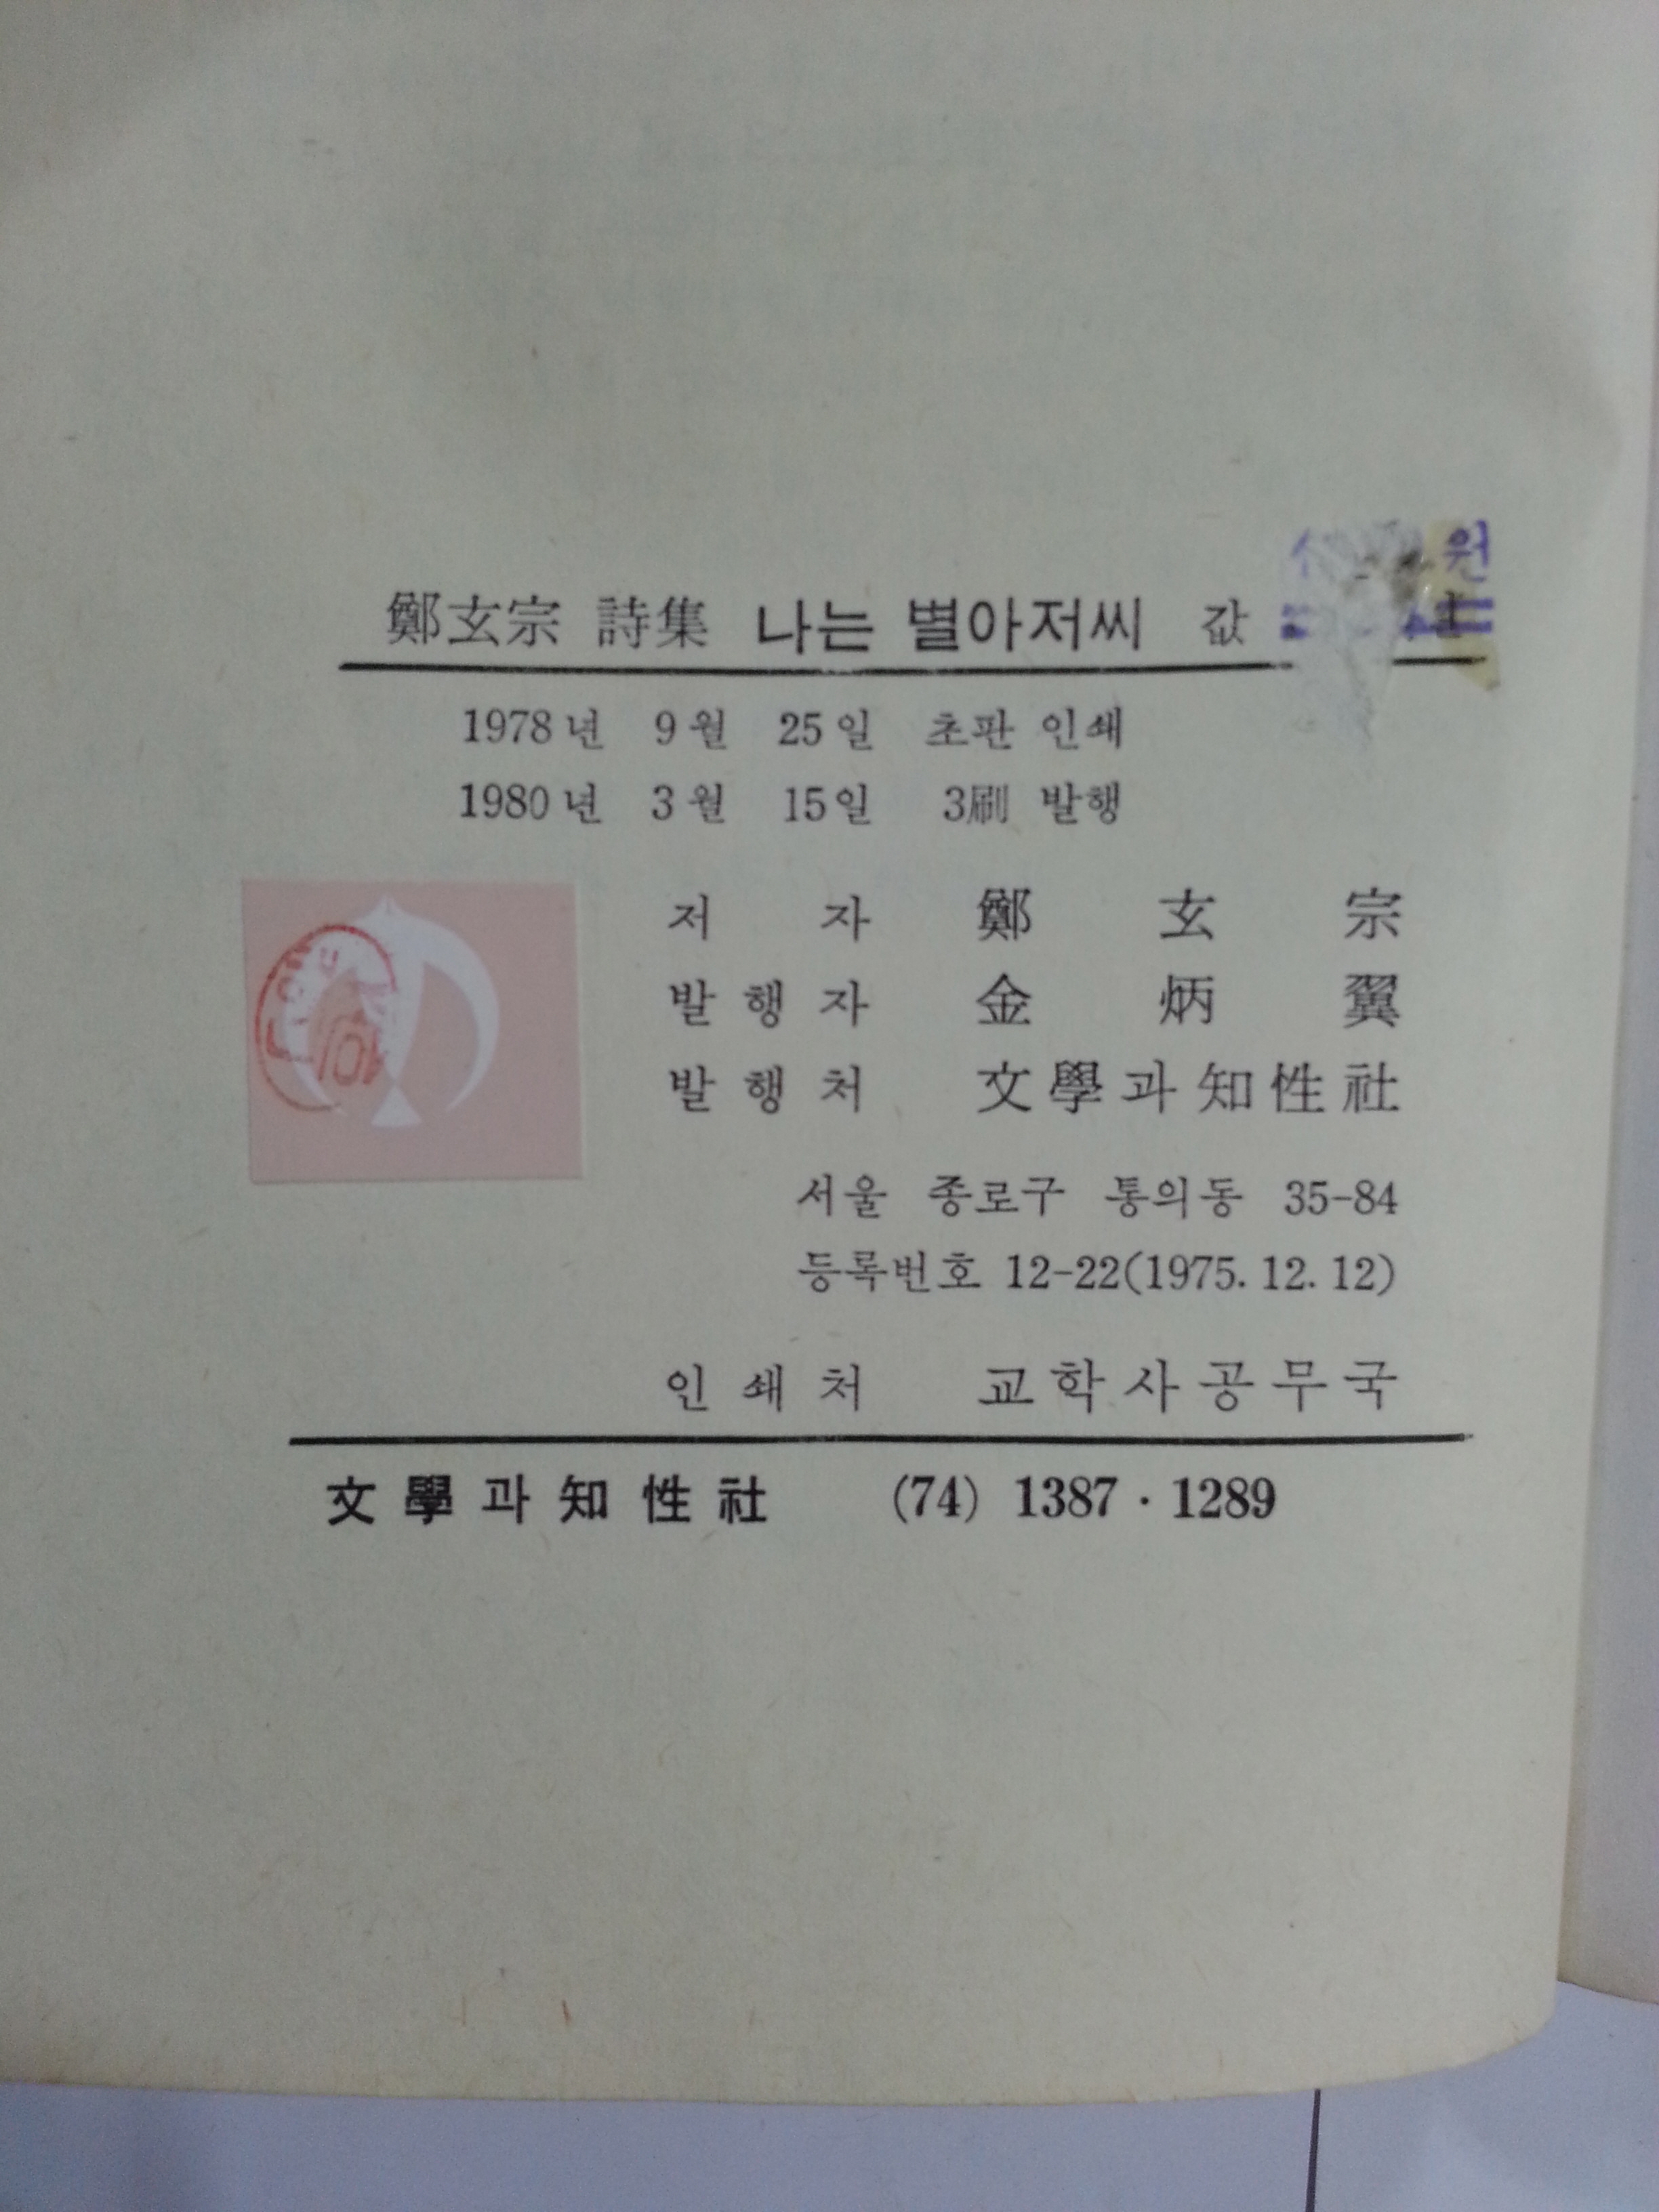 원
鄭玄宗 詩集 나는 별아저씨 값
1978년 9월 25일 초판 인쇄
1980년 3월 15일 3刷 발행
저 자 鄭 玄 宗
발 행 자 金 炳 翼
발 행 처 文 學 과 知 性 社
서울 종로구 통의동 35-84
등록번호 12-22(1975. 12. 12)
인 쇄 처 교 학 사 공 무 국
文 學 과 知 性 社 (74) 1387 · 1289